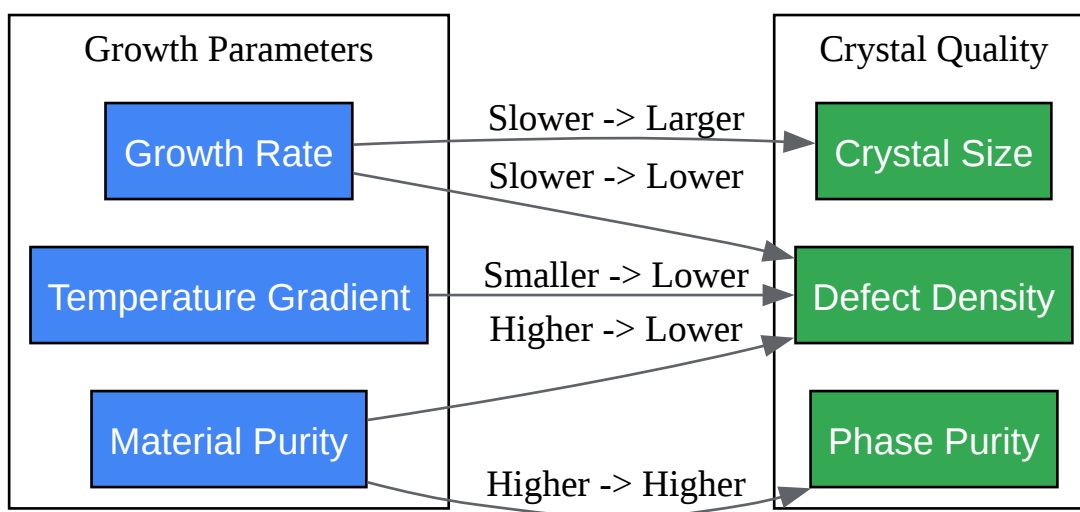 Growth Parameters
Crystal Quality
Growth Rate
Slower -> Larger
Crystal Size
Slower -> Lower
Temperature Gradient
Smaller -> Lower
Defect Density
Higher -> Lower
Material Purity
Higher -> Higher
Phase Purity